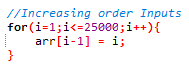 //Increasing order Inputs
for(i=1;i<=25000;i++){
    arr[i-1] = i;
}